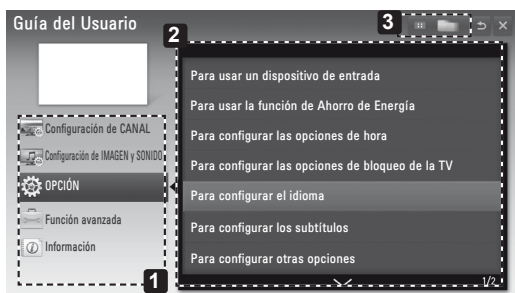 Guía del Usuario
3
2
Configuración de CANAL
Configuración de IMAGEN y SONIDO
OPCIÓN
Función avanzada
Información
1
Para usar un dispositivo de entrada
Para usar la función de Ahorro de Energía
Para configurar las opciones de hora
Para configurar las opciones de bloqueo de la TV
Para configurar el idioma
Para configurar los subtítulos
Para configurar otras opciones
1/2